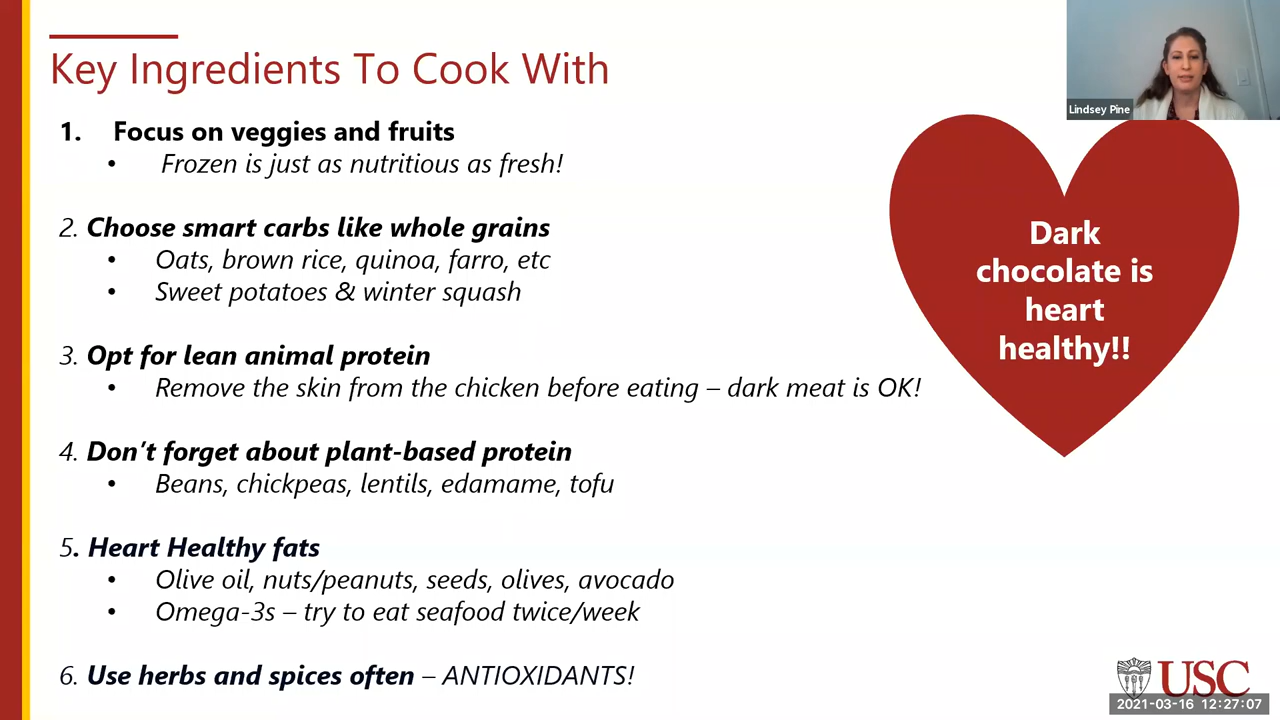 Key Ingredients To Cook With
Lindsey Pine
1. Focus on veggies and fruits
• Frozen is just as nutritious as fresh!
2. Choose smart carbs like whole grains
• Oats, brown rice, quinoa, farro, etc
• Sweet potatoes & winter squash
3. Opt for lean animal protein
• Remove the skin from the chicken before eating – dark meat is OK!
4. Don't forget about plant-based protein
• Beans, chickpeas, lentils, edamame, tofu
5. Heart Healthy fats
• Olive oil, nuts/peanuts, seeds, olives, avocado
• Omega-3s – try to eat seafood twice/week
6. Use herbs and spices often – ANTIOXIDANTS!
Dark
chocolate is
heart
healthy!!
USC
2021-03-16 12:27:07